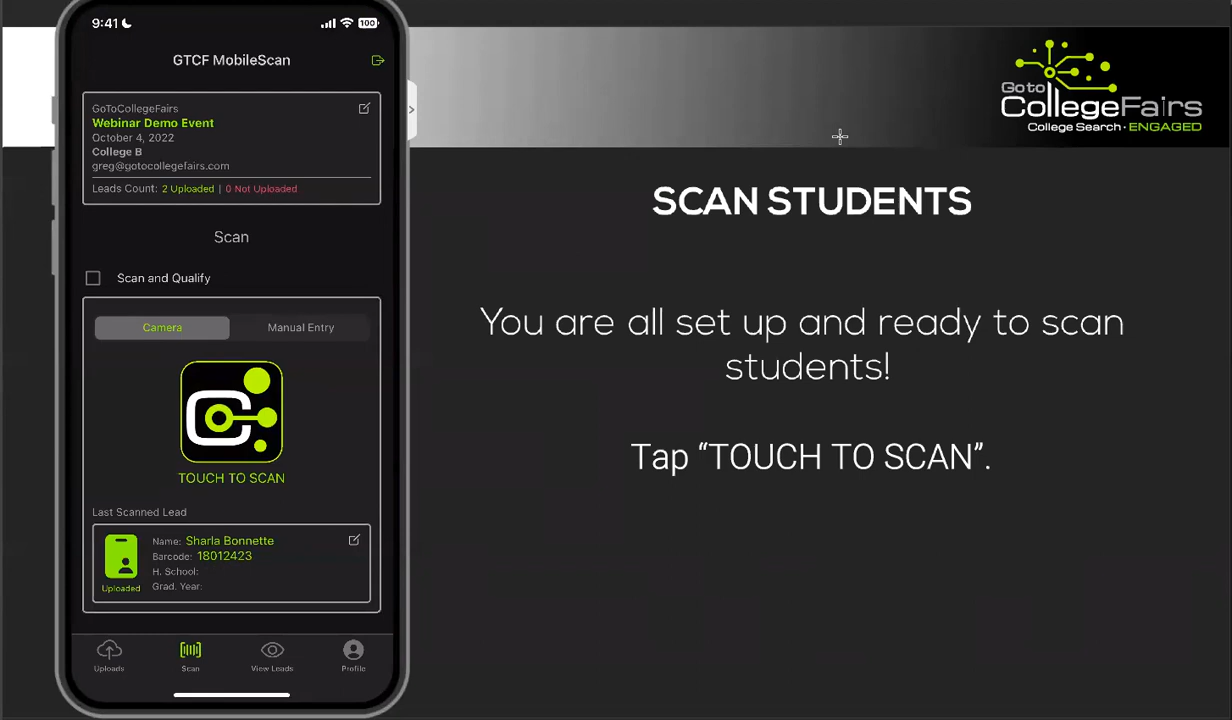 9:41
100
GTCF MobileScan
GoToCollegeFairs
Webinar Demo Event
October 4, 2022
College B
greg@gotocollegefairs.com
Leads Count: 2 Uploaded | 0 Not Uploaded
Scan
Scan and Qualify
Camera
Manual Entry
TOUCH TO SCAN
Last Scanned Lead
Name: Sharla Bonnette
Barcode: 18012423
H. School:
Grad. Year:
Uploaded
Uploads
Scan
View Leads
Profile
Go to
CollegeFairs
College Search · ENGAGED
SCAN STUDENTS
You are all set up and ready to scan
students!
Tap “TOUCH TO SCAN”.